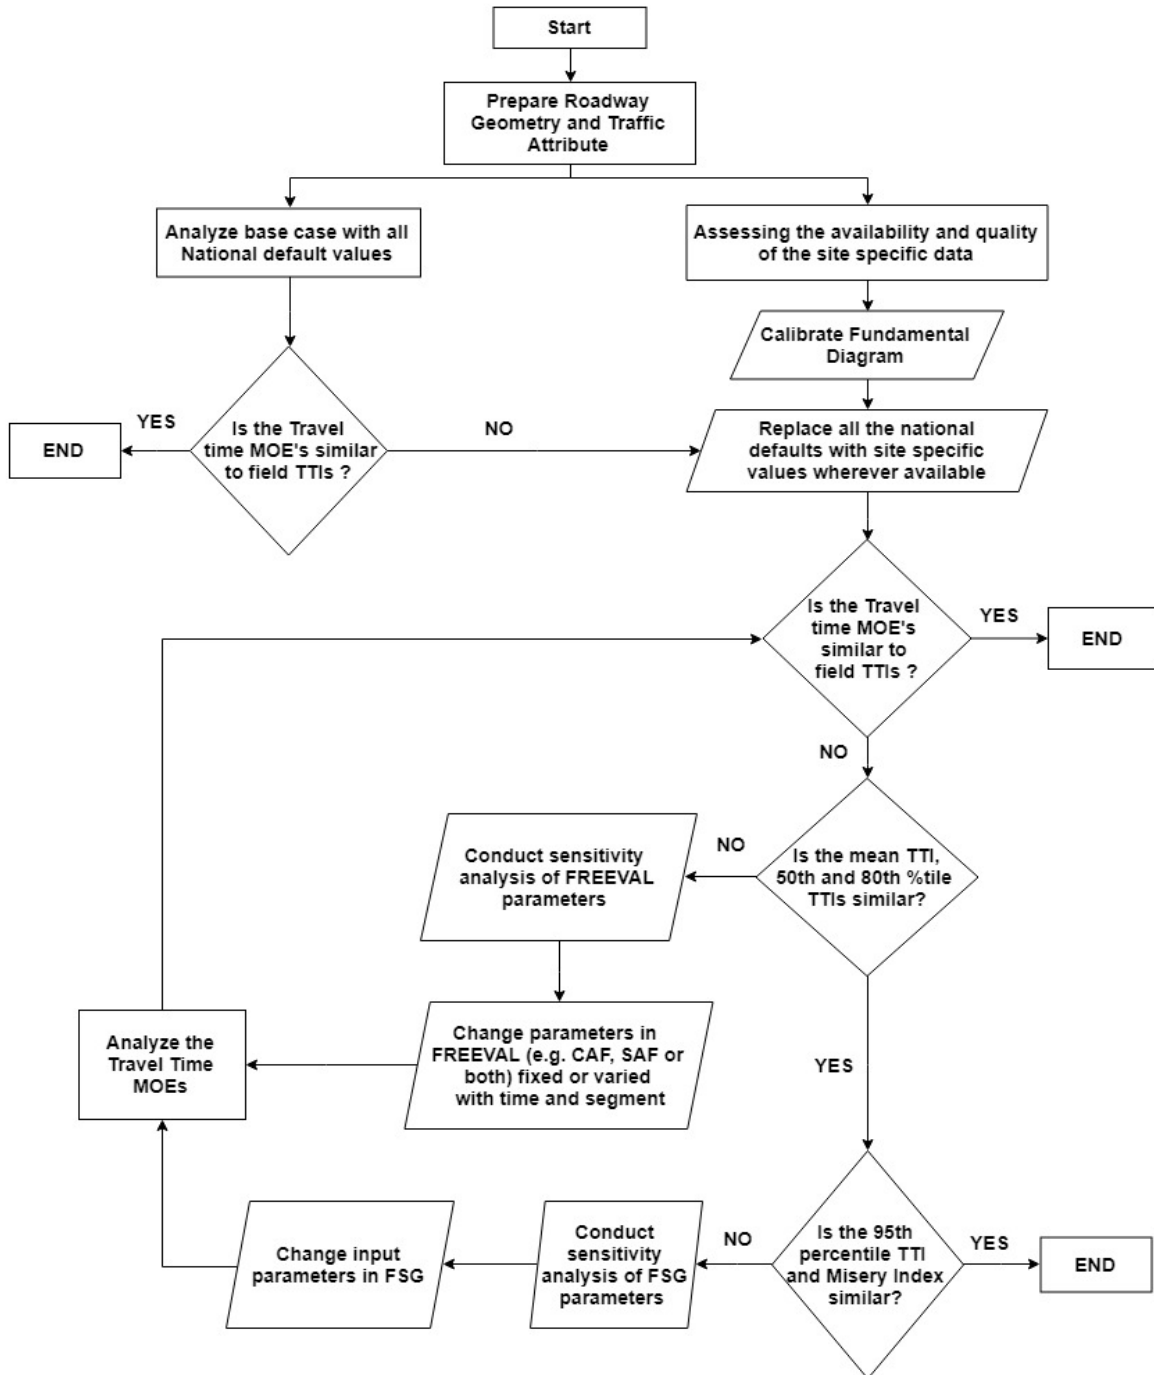 Start
Prepare Roadway
Geometry and Traffic
Attribute
Analyze base case with all
National default values
Assessing the availability and quality
of the site specific data
Calibrate Fundamental
Diagram
YES
Is the Travel
time MOE's similar
to field TTIs ?
END
NO
Replace all the national
defaults with site specific
values wherever available
Is the Travel
time MOE's
similar to
field TTIs ?
YES
END
NO
Is the mean TTI,
50th and 80th %tile
TTIs similar?
NO
Conduct sensitivity
analysis of FREEVAL
parameters
Change parameters in
FREEVAL (e.g. CAF, SAF or
both) fixed or varied
with time and segment
Analyze the
Travel Time
MOEs
YES
Is the 95th
percentile TTI
and Misery Index
similar?
YES
END
NO
Conduct
sensitivity
analysis of FSG
parameters
Change input
parameters in FSG